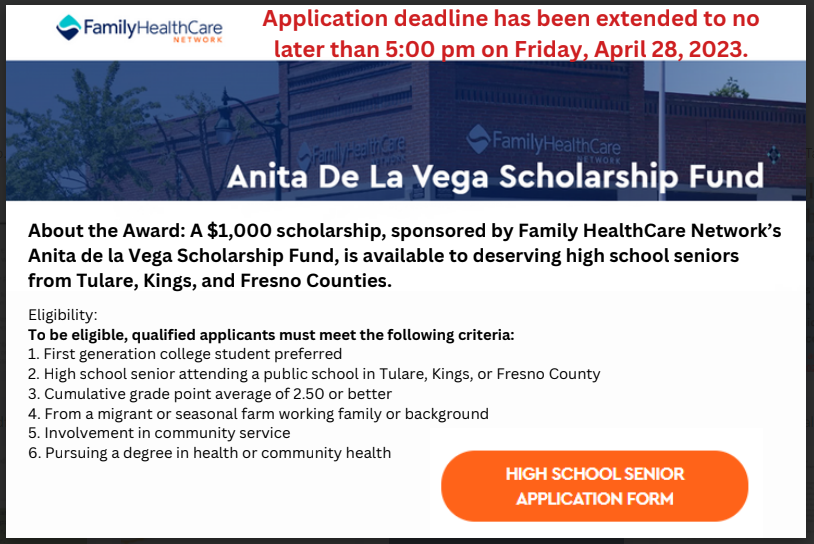 FamilyHealthCare
NETWORK
Application deadline has been extended to no
later than 5:00 pm on Friday, April 28, 2023.
FamilyHealthCare
FamilyHealthCare
NETWORK
Anita De La Vega Scholarship Fund
About the Award: A $1,000 scholarship, sponsored by Family HealthCare Network’s
Anita de la Vega Scholarship Fund, is available to deserving high school seniors
from Tulare, Kings, and Fresno Counties.
Eligibility:
To be eligible, qualified applicants must meet the following criteria:
1. First generation college student preferred
2. High school senior attending a public school in Tulare, Kings, or Fresno County
3. Cumulative grade point average of 2.50 or better
4. From a migrant or seasonal farm working family or background
5. Involvement in community service
6. Pursuing a degree in health or community health
HIGH SCHOOL SENIOR
APPLICATION FORM